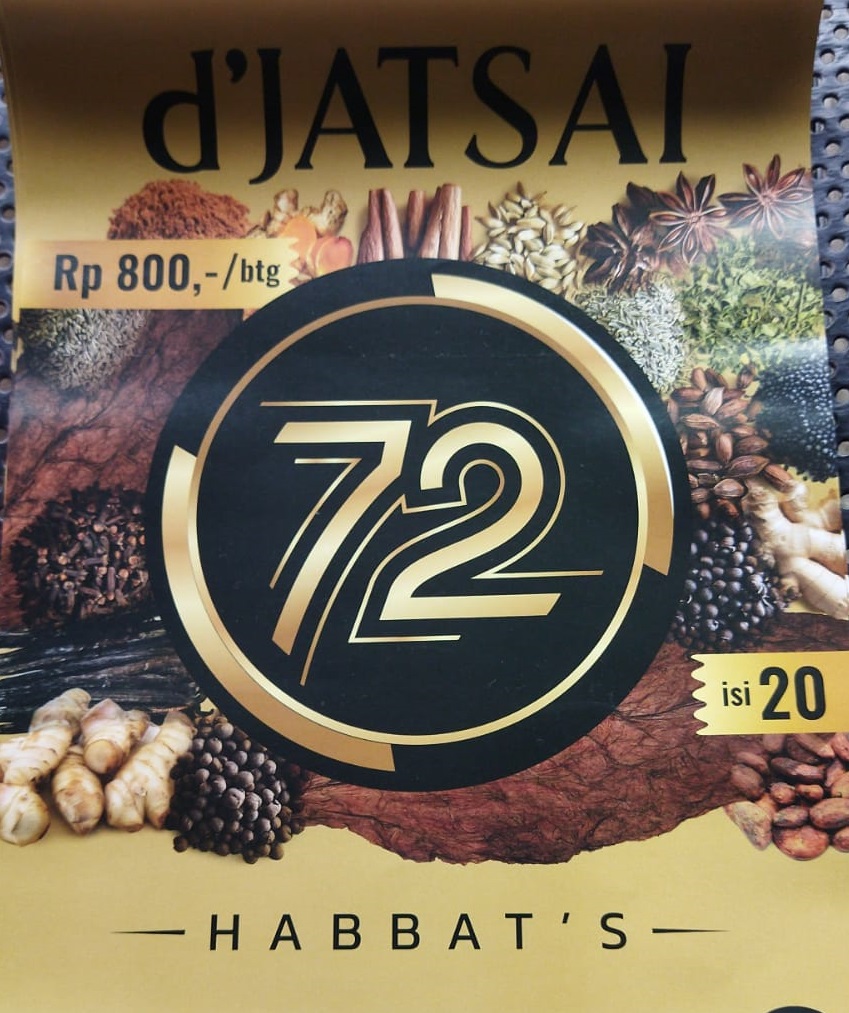 d'JATSAI
Rp 800,-/btg
72
isi 20
HABBAT'S